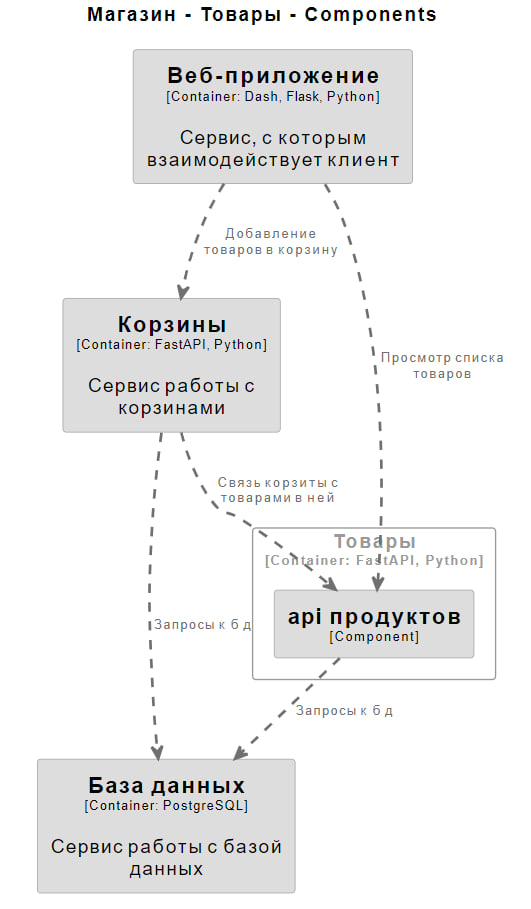 Магазин - Товары - Components
Веб-приложение
[Container: Dash, Flask, Python]
Сервис, с которым
взаимодействует клиент
Добавление
товаров в корзину
Корзины
[Container: FastAPI, Python]
Сервис работы с
корзинами
Просмотр списка
товаров
Связь корзиты с
товарами в ней
Товары
[Container: FastAPI, Python]
api продуктов
[Component]
Запросы к б д
Запросы к б д
База данных
[Container: PostgreSQL]
Сервис работы с базой
данных